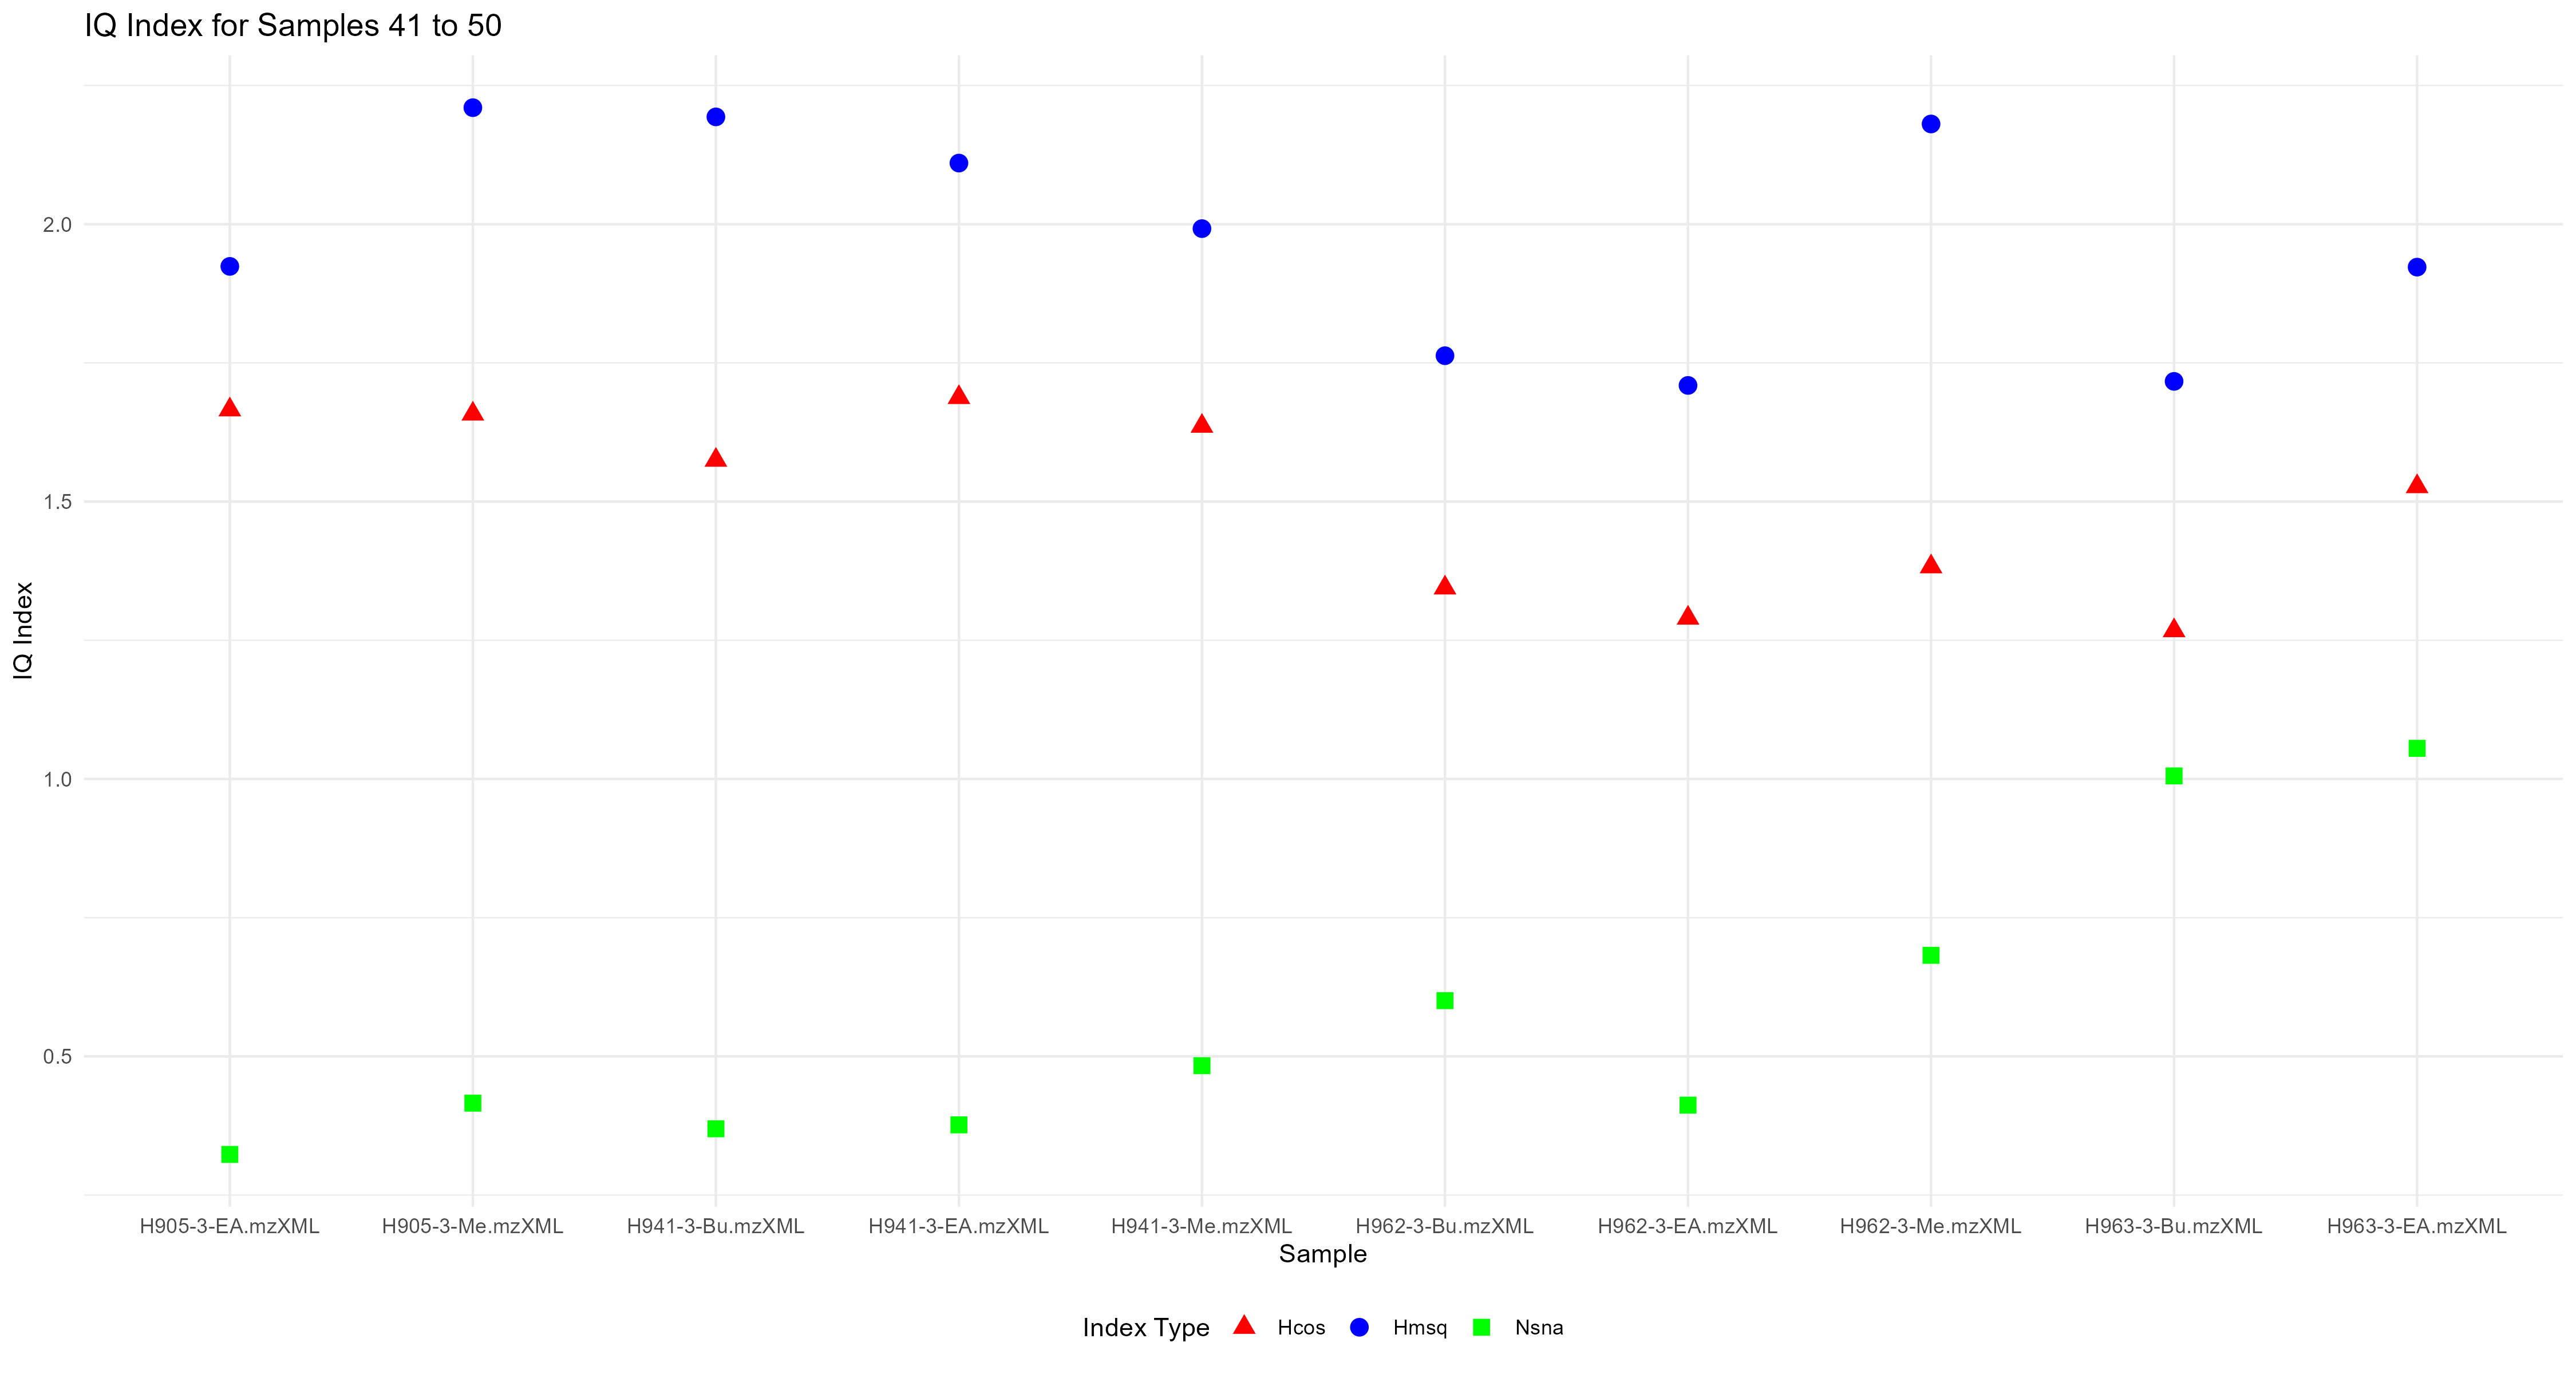 IQ Index for Samples 41 to 50
IQ Index
2.0
1.5
1.0
0.5
H905-3-EA.mzXML H905-3-Me.mzXML H941-3-Bu.mzXML H941-3-EA.mzXML H941-3-Me.mzXML H962-3-Bu.mzXML H962-3-EA.mzXML H962-3-Me.mzXML H963-3-Bu.mzXML H963-3-EA.mzXML
Sample
Index Type Hcos Hmsq Nsna